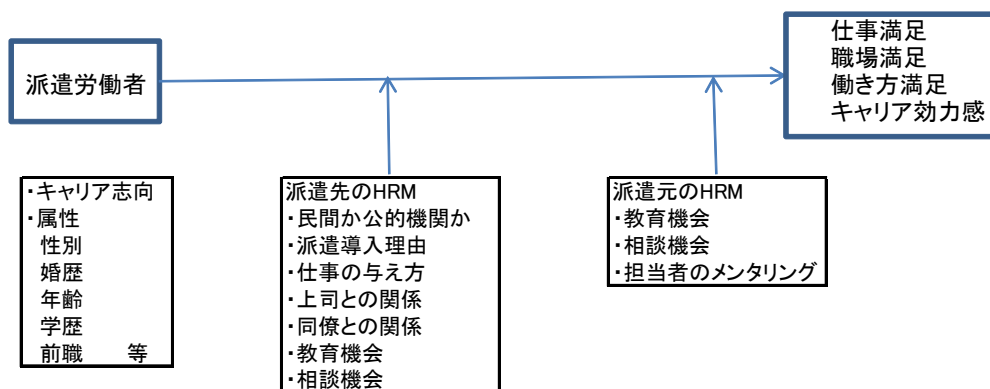 派遣労働者
仕事満足
職場満足
働き方満足
キャリア効力感
・キャリア志向
・属性
性別
婚歴
年齢
学歴
前職　　等
派遣先のHRM
・民間か公的機関か
・派遣導入理由
・仕事の与え方
・上司との関係
・同僚との関係
・教育機会
・相談機会
派遣元のHRM
・教育機会
・相談機会
・担当者のメンタリング